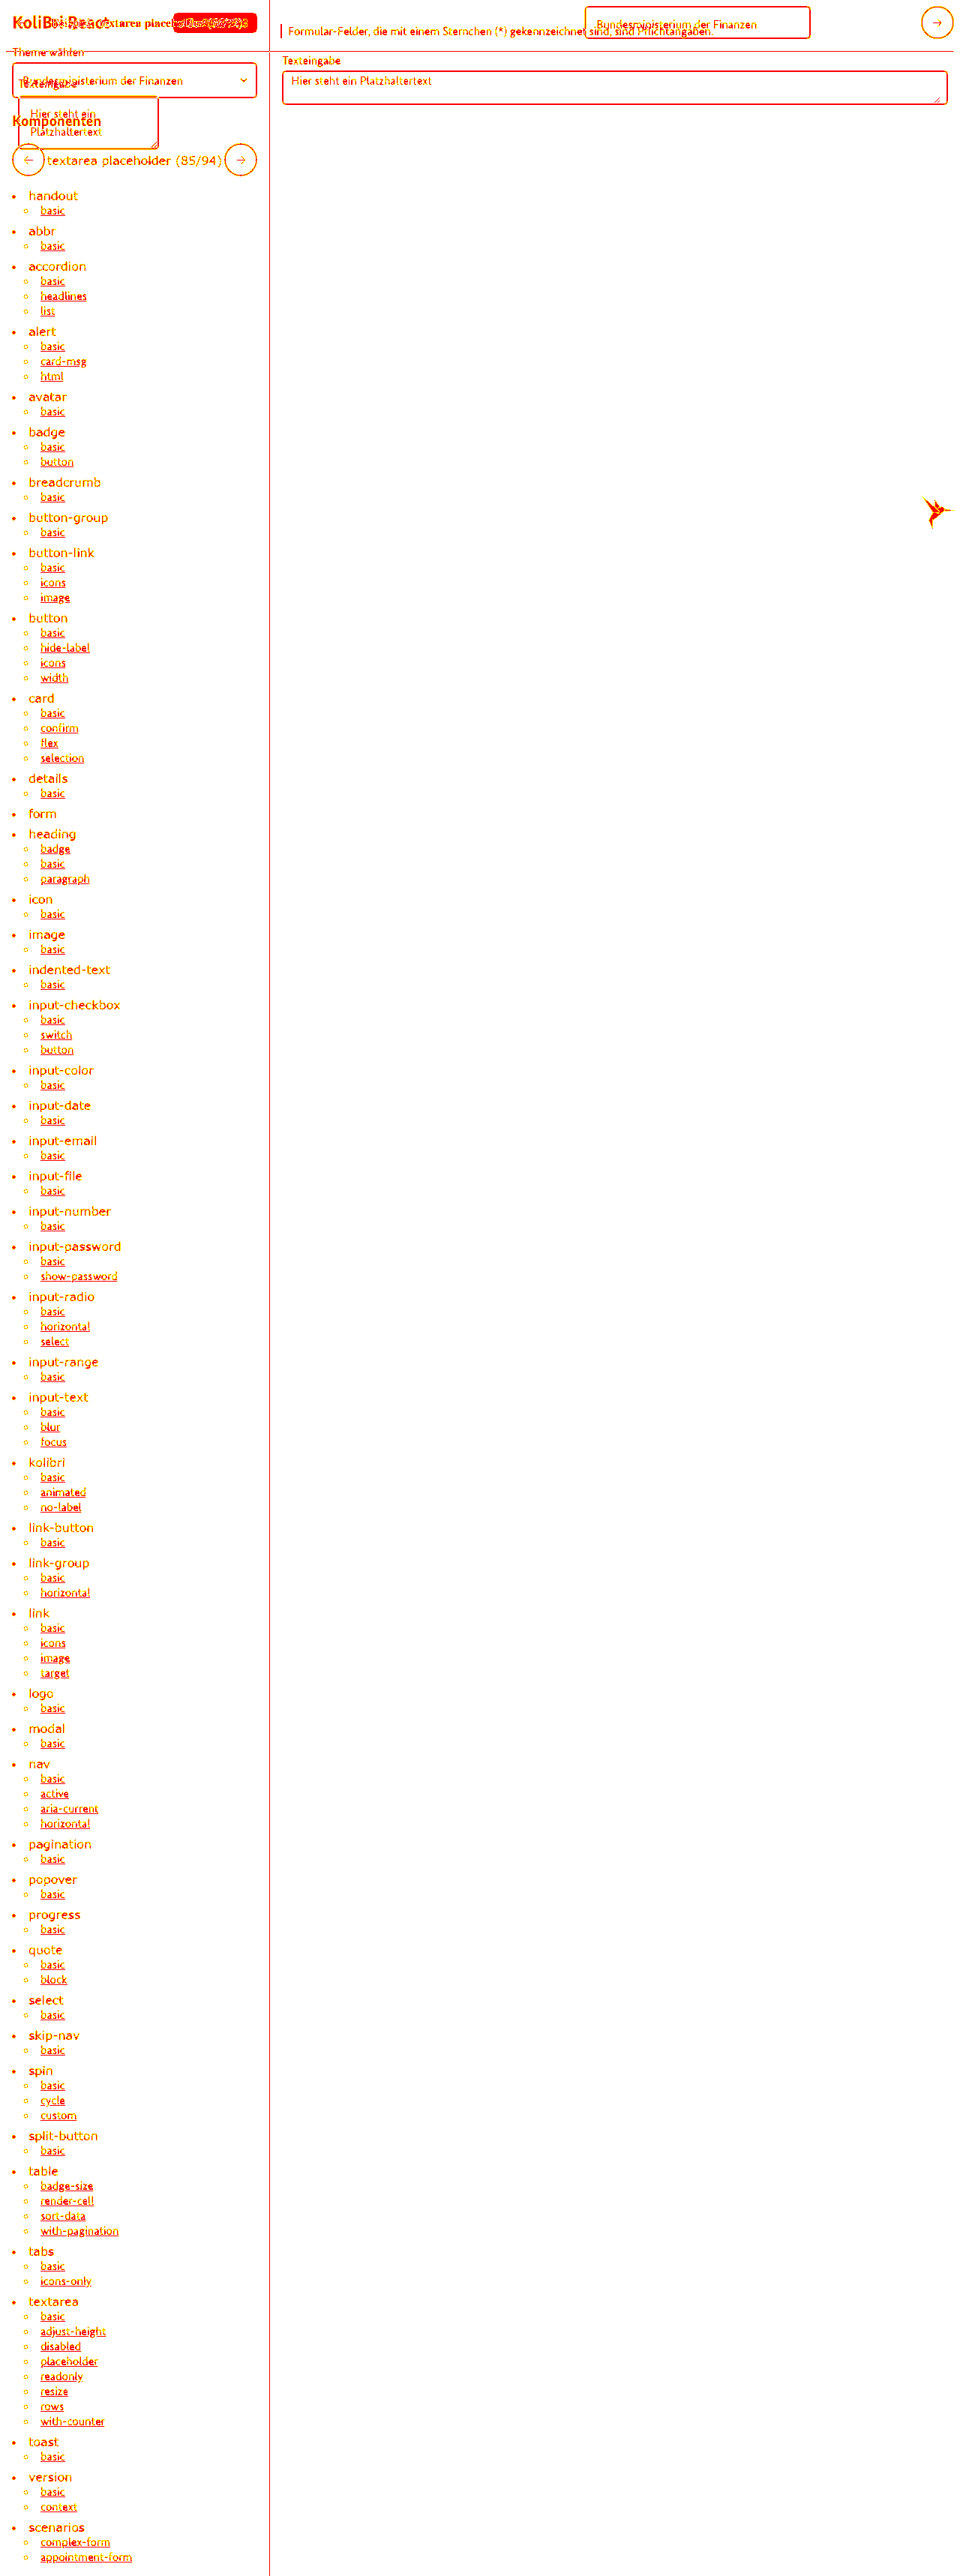 KoliBri React
Formular-Felder, die mit einem Sternchen (*) gekennzeichnet sind, sind Pflichtangaben.
Bundesministerium der Finanzen
Theme wählen
Bundesministerium der Finanzen
Texteingabe
Hier steht ein Platzhaltertext
Texteingabe
Hier steht ein
Platzhaltertext
Komponenten
textarea placeholder (85/94)
handout
basic
abbr
basic
accordion
basic
headlines
list
alert
basic
card-msg
html
avatar
basic
badge
basic
button
breadcrumb
basic
button-group
basic
button-link
basic
icons
image
button
basic
hide-label
icons
width
card
basic
confirm
flex
selection
details
basic
form
heading
badge
basic
paragraph
icon
basic
image
basic
indented-text
basic
input-checkbox
basic
switch
button
input-color
basic
input-date
basic
input-email
basic
input-file
basic
input-number
basic
input-password
basic
show-password
input-radio
basic
horizontal
select
input-range
basic
input-text
basic
blur
focus
kolibri
basic
animated
no-label
link-button
basic
link-group
basic
horizontal
link
basic
icons
image
target
logo
basic
modal
basic
nav
basic
active
aria-current
horizontal
pagination
basic
popover
basic
progress
basic
quote
basic
block
select
basic
skip-nav
basic
spin
basic
cycle
custom
split-button
basic
table
badge-size
render-cell
sort-data
with-pagination
tabs
basic
icons-only
textarea
basic
adjust-height
disabled
placeholder
readonly
resize
rows
with-counter
toast
basic
version
basic
context
scenarios
complex-form
appointment-form